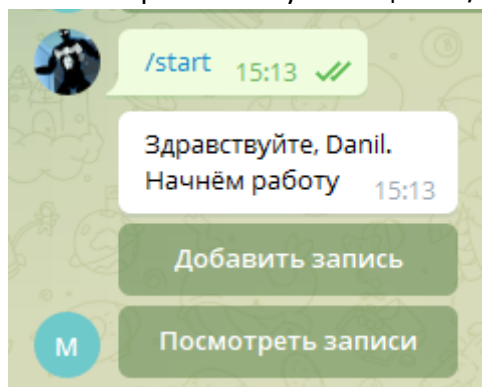 /start 15:13
Здравствуйте, Danil.
Начнём работу 15:13
Добавить запись
М
Посмотреть записи